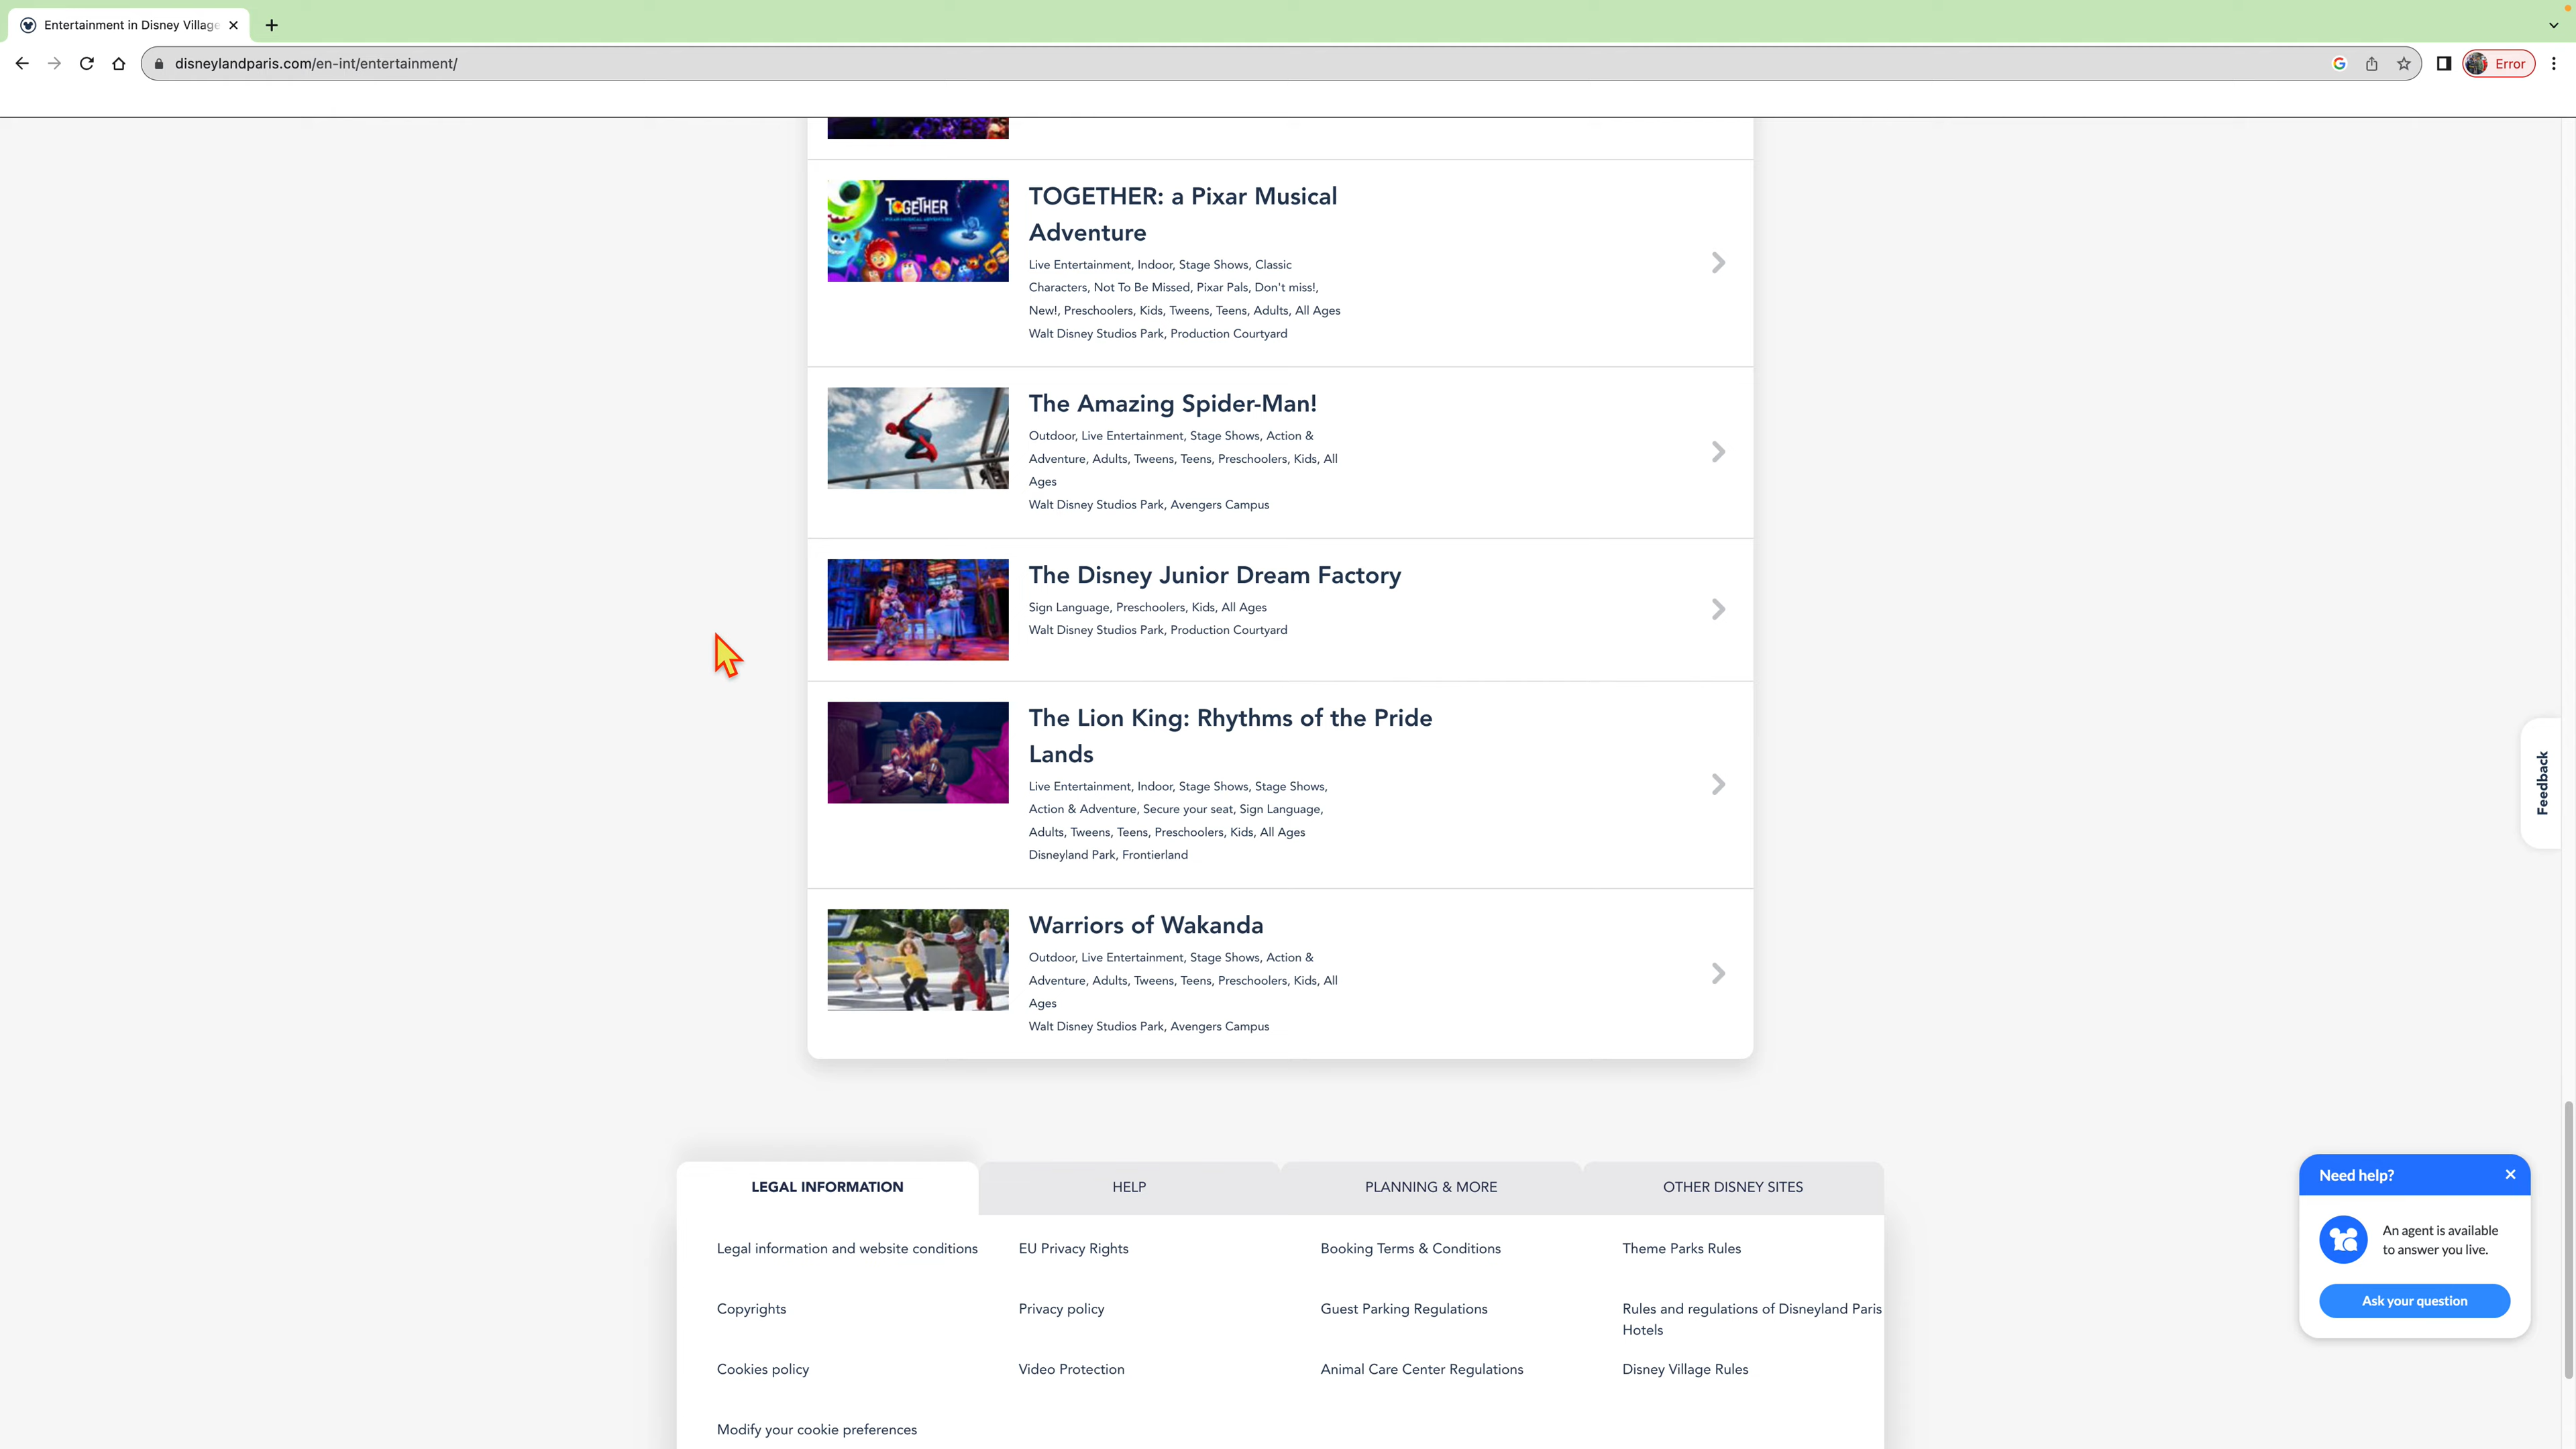 Entertainment in Disney Village
disneylandparis.com/en-int/entertainment/
Error
TOGETHER
TOGETHER: a Pixar Musical
Adventure
Live Entertainment, Indoor, Stage Shows, Classic
Characters, Not To Be Missed, Pixar Pals, Don't miss!,
New!, Preschoolers, Kids, Tweens, Teens, Adults, All Ages
Walt Disney Studios Park, Production Courtyard
The Amazing Spider-Man!
Outdoor, Live Entertainment, Stage Shows, Action &
Adventure, Adults, Tweens, Teens, Preschoolers, Kids, All
Ages
Walt Disney Studios Park, Avengers Campus
The Disney Junior Dream Factory
Sign Language, Preschoolers, Kids, All Ages
Walt Disney Studios Park, Production Courtyard
The Lion King: Rhythms of the Pride
Lands
Live Entertainment, Indoor, Stage Shows, Stage Shows,
Action & Adventure, Secure your seat, Sign Language,
Adults, Tweens, Teens, Preschoolers, Kids, All Ages
Disneyland Park, Frontierland
Feedback
Warriors of Wakanda
Outdoor, Live Entertainment, Stage Shows, Action &
Adventure, Adults, Tweens, Teens, Preschoolers, Kids, All
Ages
Walt Disney Studios Park, Avengers Campus
LEGAL INFORMATION
HELP
PLANNING & MORE
OTHER DISNEY SITES
Legal information and website conditions
EU Privacy Rights
Booking Terms & Conditions
Theme Parks Rules
Copyrights
Privacy policy
Guest Parking Regulations
Rules and regulations of Disneyland Paris
Hotels
Cookies policy
Video Protection
Animal Care Center Regulations
Disney Village Rules
Modify your cookie preferences
Need help?
An agent is available
to answer you live.
Ask your question